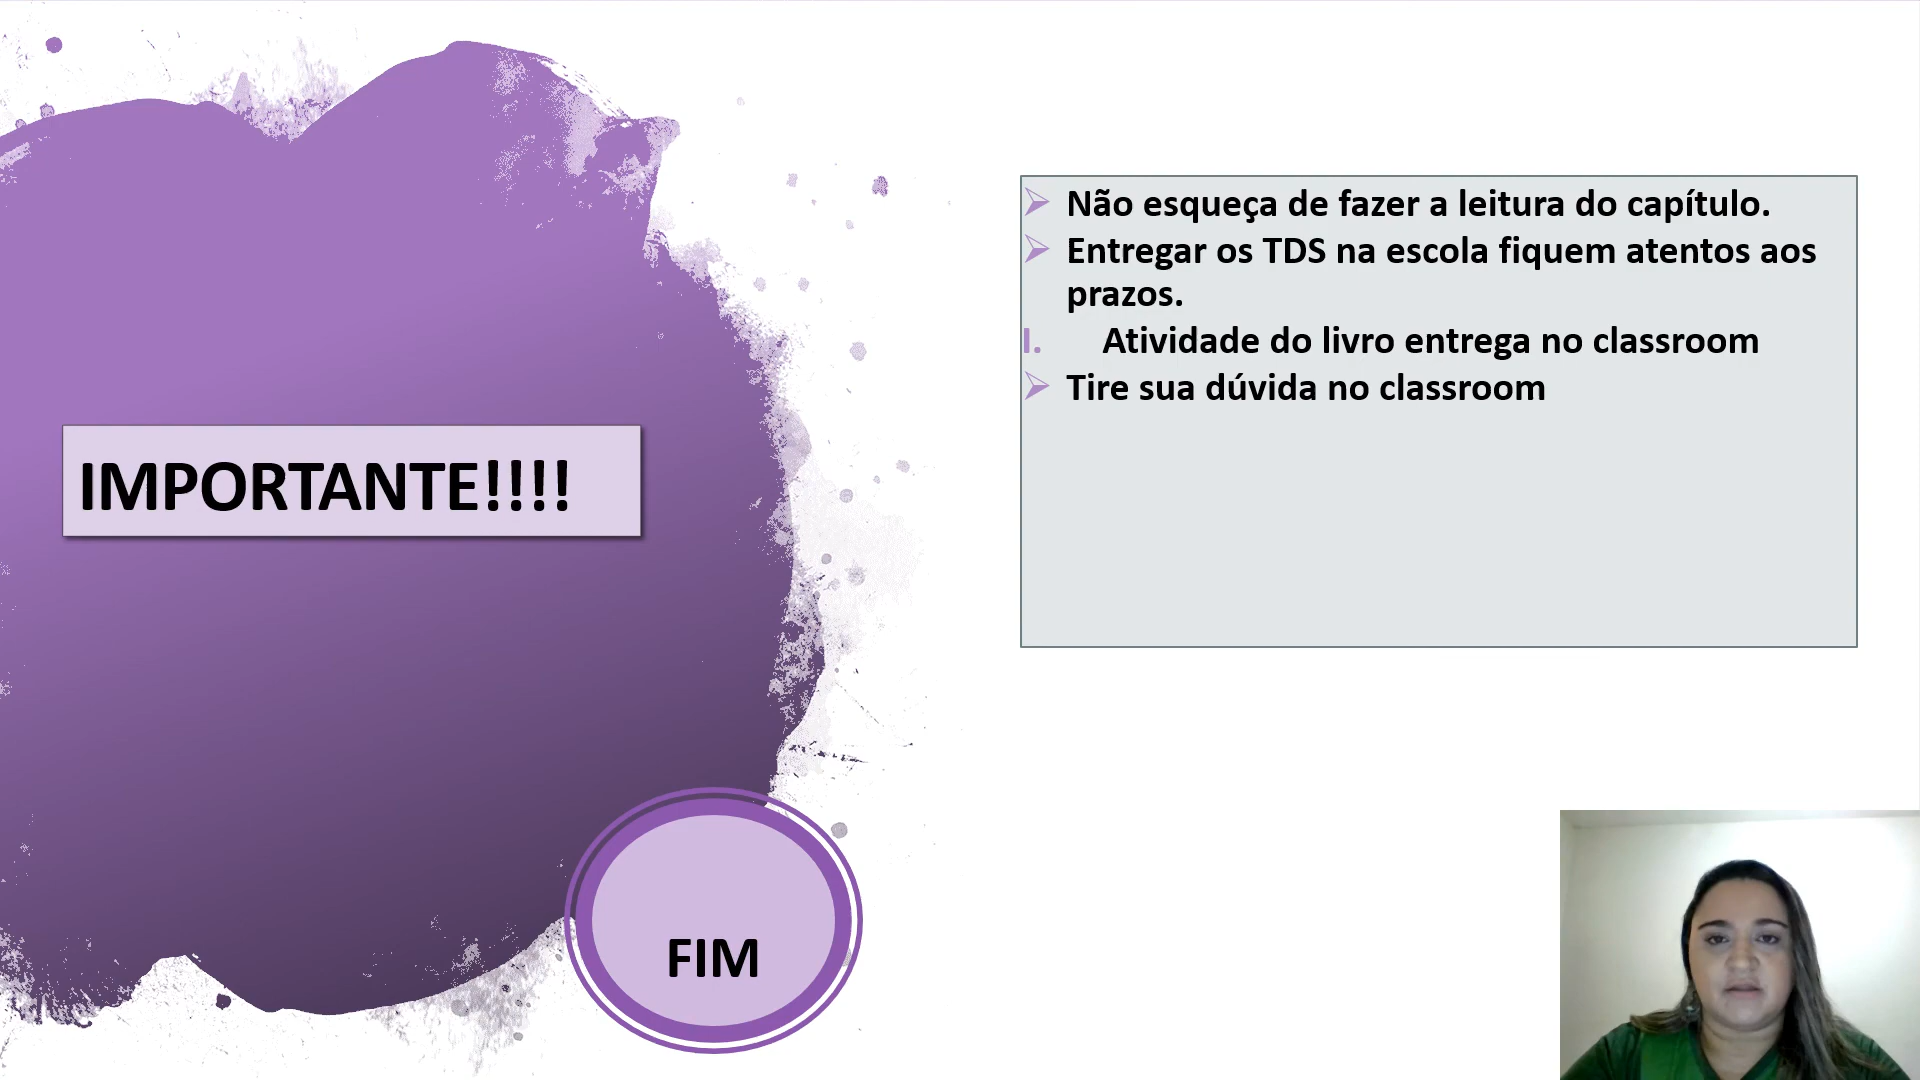 IMPORTANTE!!!!
Não esqueça de fazer a leitura do capítulo.
Entregar os TDS na escola fiquem atentos aos
prazos.
I. Atividade do livro entrega no classroom
Tire sua dúvida no classroom
FIM